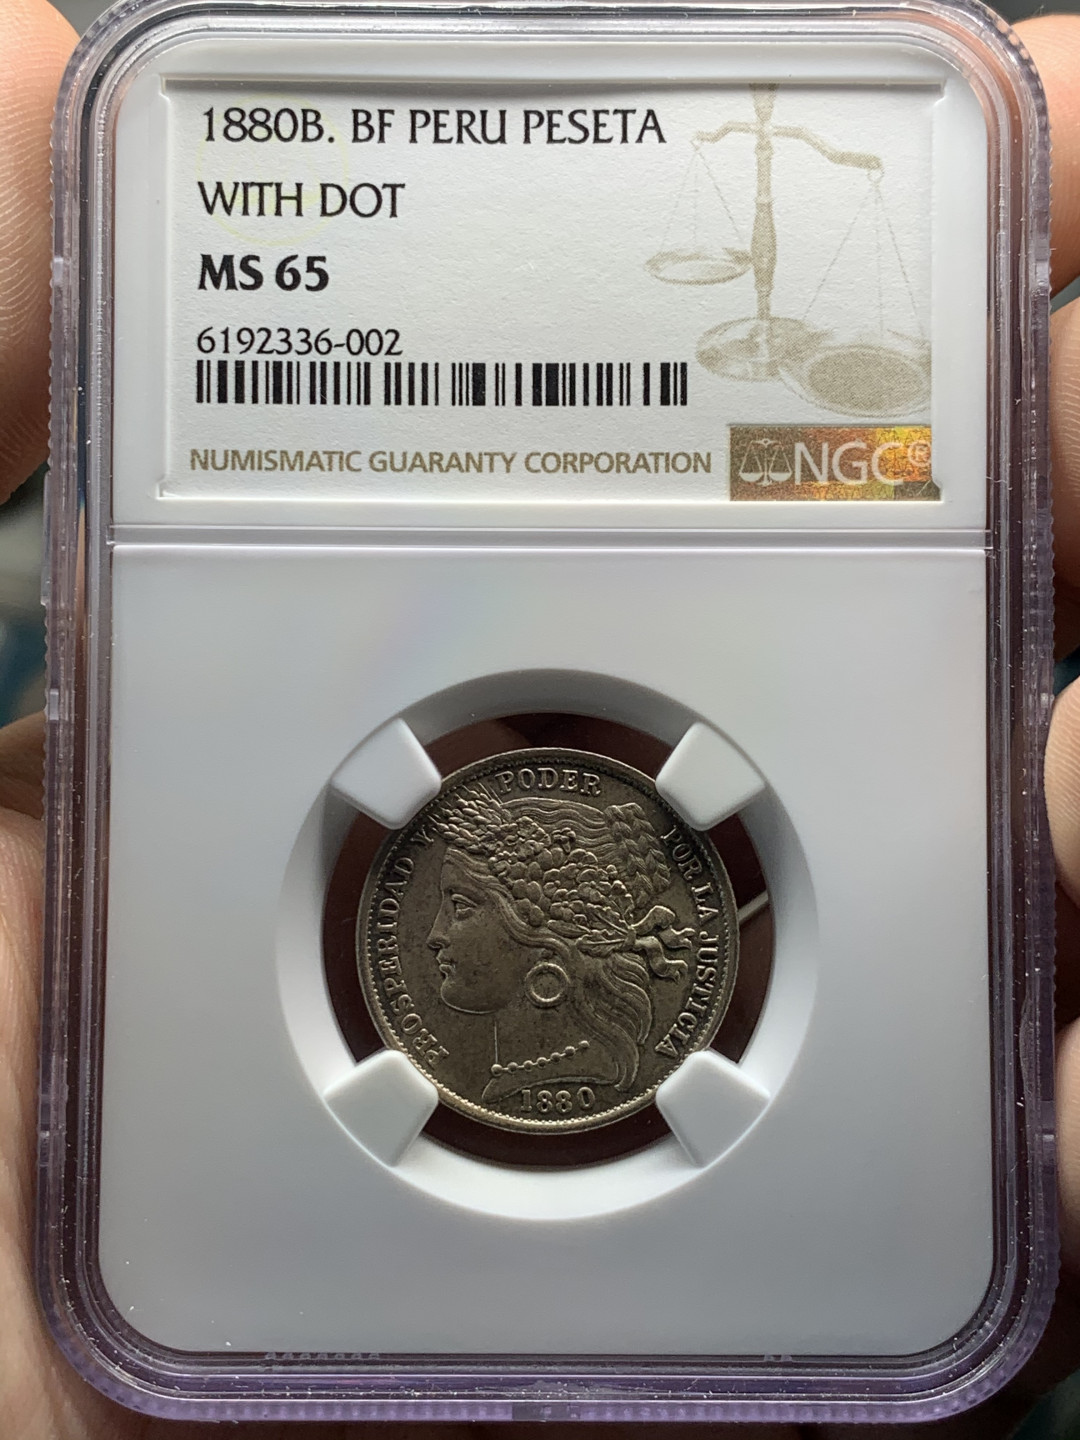 1880B. BF PERU PESETA
WITH DOT
MS 65
6192336-002
NUMISMATIC GUARANTY CORPORATION
NGC®
PROSPERIDAD Y PODER POR LA JUSTICIA
1880